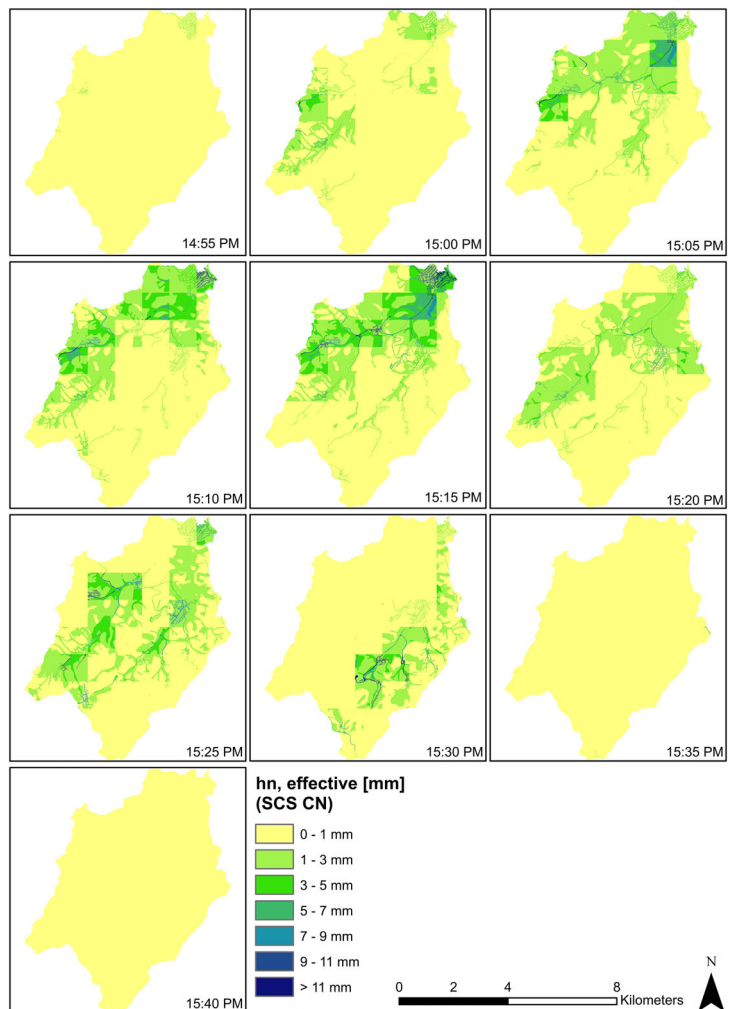 14:55 PM
15:00 PM
15:05 PM
15:10 PM
15:15 PM
15:20 PM
15:25 PM
15:30 PM
15:35 PM
15:40 PM
hn, effective [mm]
(SCS CN)
0 - 1 mm
1 - 3 mm
3 - 5 mm
5 - 7 mm
7 - 9 mm
9 - 11 mm
> 11 mm
N
0 2 4 8
Kilometers